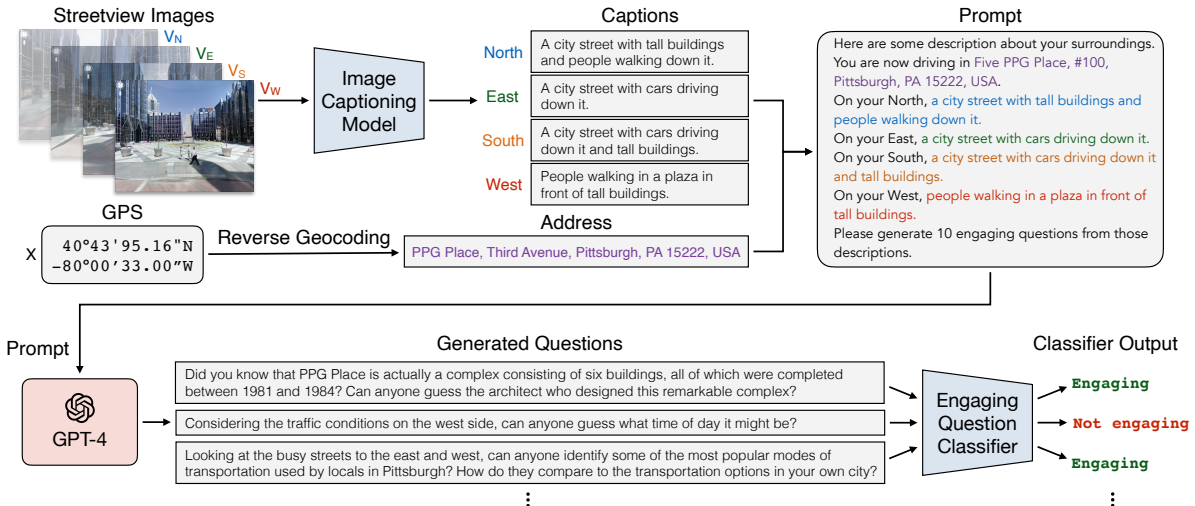 Streetview Images
Captions
Prompt
V_N
V_E
V_S
V_W
Image
Captioning
Model
North
A city street with tall buildings
and people walking down it.
East
A city street with cars driving
down it.
South
A city street with cars driving
down it and tall buildings.
West
People walking in a plaza in
front of tall buildings.
Here are some description about your surroundings.
You are now driving in Five PPG Place, #100,
Pittsburgh, PA 15222, USA.
On your North, a city street with tall buildings and
people walking down it.
On your East, a city street with cars driving down it.
On your South, a city street with cars driving down it
and tall buildings.
On your West, people walking in a plaza in front of
tall buildings.
Please generate 10 engaging questions from those
descriptions.
GPS
X
40°43'95.16"N
−80°00’33.00”W
Reverse Geocoding
Address
PPG Place, Third Avenue, Pittsburgh, PA 15222, USA
Prompt
GPT-4
Generated Questions
Did you know that PPG Place is actually a complex consisting of six buildings, all of which were completed
between 1981 and 1984? Can anyone guess the architect who designed this remarkable complex?
Considering the traffic conditions on the west side, can anyone guess what time of day it might be?
Looking at the busy streets to the east and west, can anyone identify some of the most popular modes of
transportation used by locals in Pittsburgh? How do they compare to the transportation options in your own city?
Engaging
Question
Classifier
Classifier Output
Engaging
Not engaging
Engaging